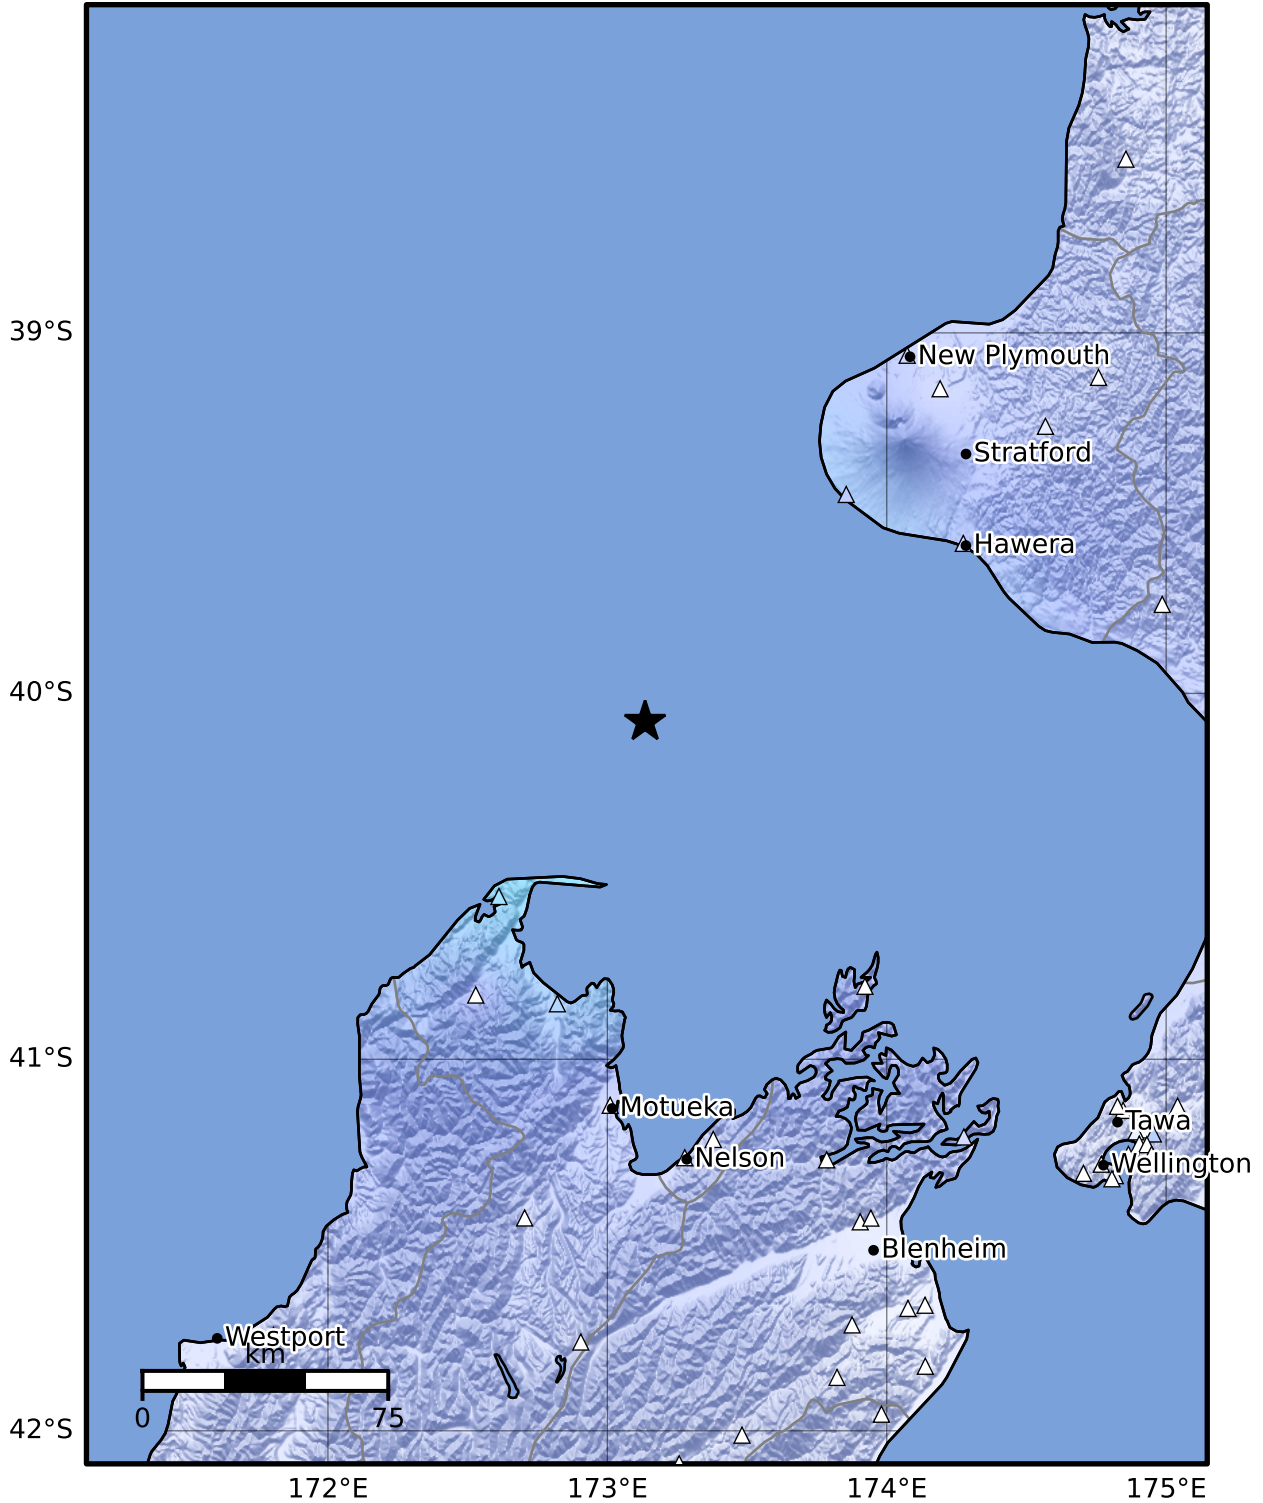 39°S
New Plymouth
Stratford
Hawera
40°S
41°S
Motueka
Tawa
Nelson
Wellington
Blenheim
Westport
km
0 75
42°S
172°E 173°E 174°E 175°E